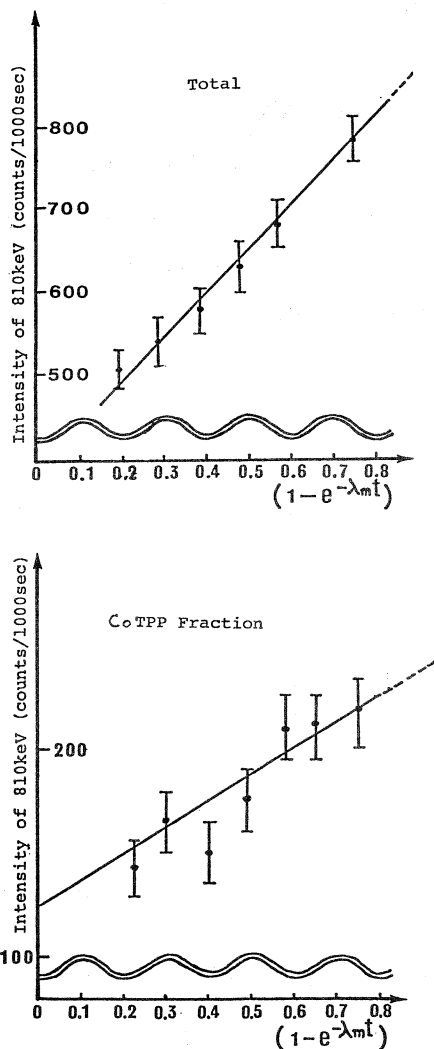 Total
Intensity of 810keV (counts/1000sec)
800
700
600
500
0 0.1 0.2 0.3 0.4 0.5 0.6 0.7 0.8
(1-e-λmt)
CoTPP Fraction
Intensity of 810keV (counts/1000sec)
200
100
0 0.1 0.2 0.3 0.4 0.5 0.6 0.7 0.8
(1-e-λmt)